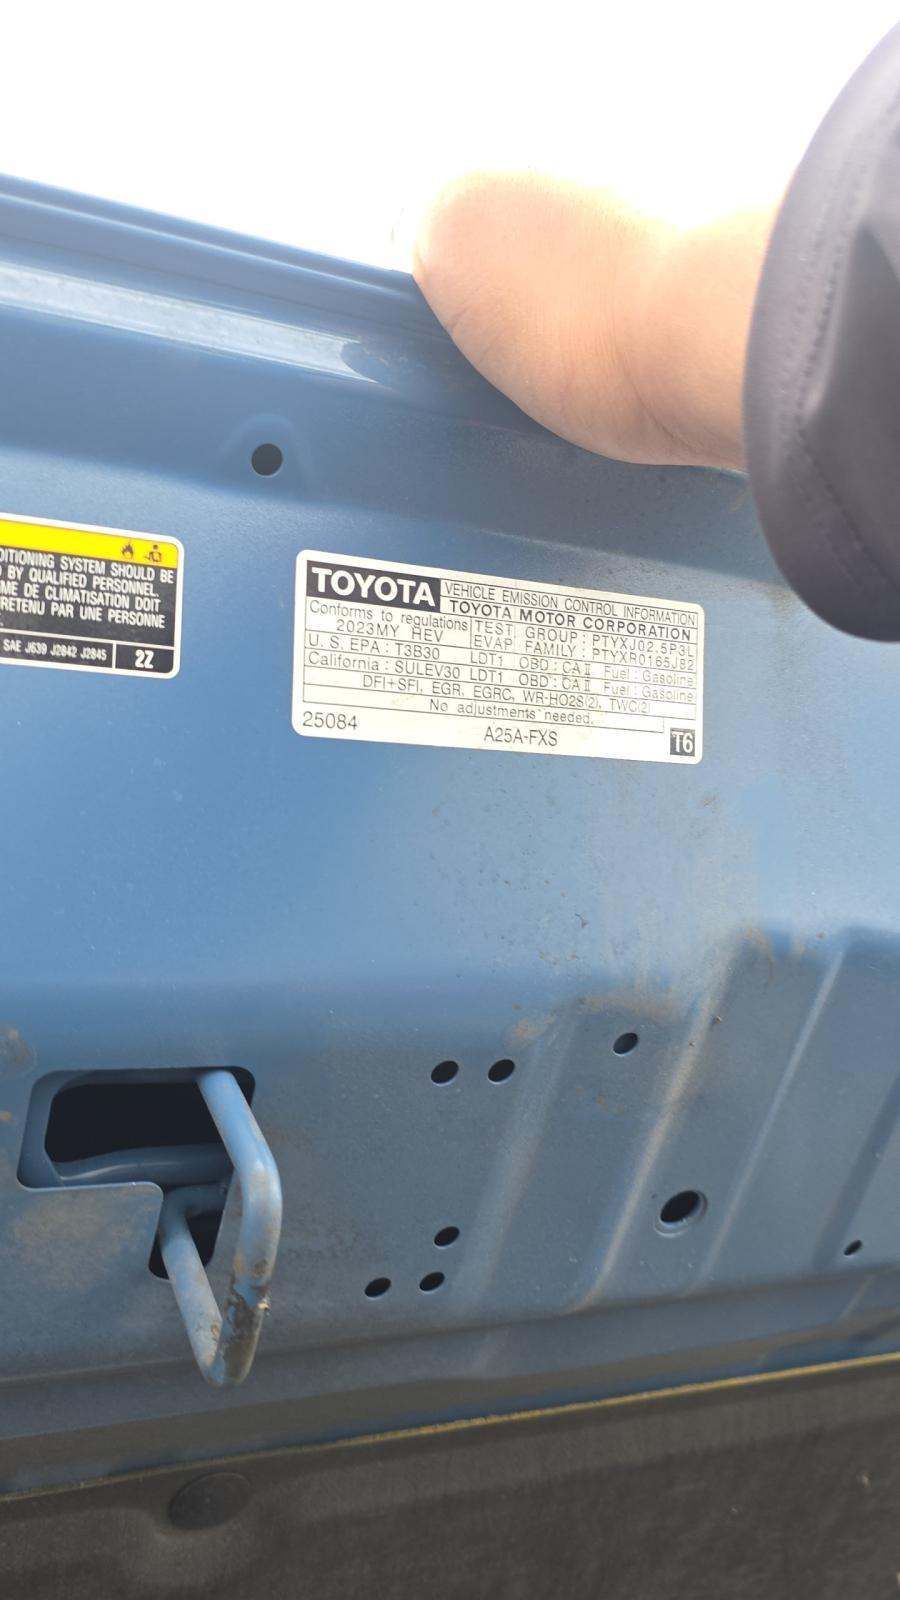 DITIONING SYSTEM SHOULD BE
BY QUALIFIED PERSONNEL.
ME DE CLIMATISATION DOIT
RETENU PAR UNE PERSONNE
SAE J639 J2842 J2845
2Z
TOYOTA
VEHICLE EMISSION CONTROL INFORMATION
TOYOTA MOTOR CORPORATION
Conforms to regulations
2023MY HEV
TEST GROUP : PTYXJ02.5P3L
EVAP FAMILY : PTYXR0165JB2
U. S. EPA : T3B30 LDT1 OBD : CA II Fuel : Gasoline
California : SULEV30 LDT1 OBD : CA II Fuel : Gasoline
DFI+SFI, EGR, EGRC, WR-HO2S(2), TWC(2)
No adjustments needed.
25084
A25A-FXS
T6